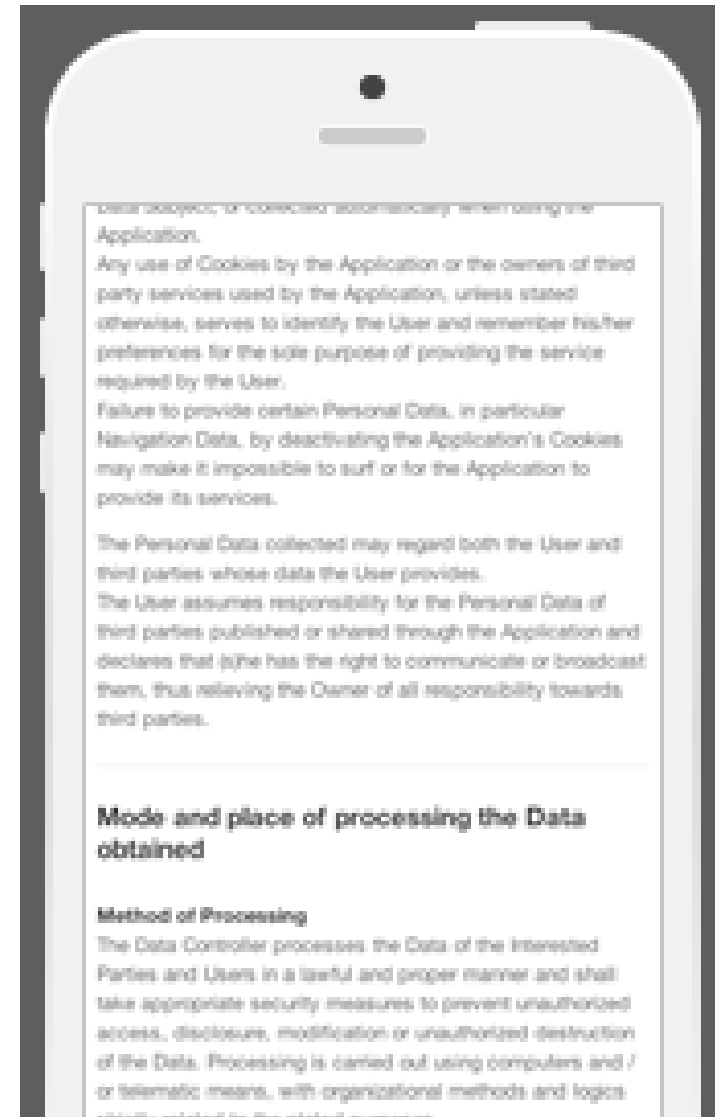 Data Subject, or collected automatically when using the
Application.
Any use of Cookies by the Application or the owners of third
party services used by the Application, unless stated
otherwise, serves to identify the User and remember his/her
preferences for the sole purpose of providing the service
required by the User.
Failure to provide certain Personal Data, in particular
Navigation Data, by deactivating the Application's Cookies
may make it impossible to surf or for the Application to
provide its services.
The Personal Data collected may regard both the User and
third parties whose data the User provides.
The User assumes responsibility for the Personal Data of
third parties published or shared through the Application and
declares that (s)he has the right to communicate or broadcast
them, thus relieving the Owner of all responsibility towards
third parties.
Mode and place of processing the Data
obtained
Method of Processing
The Data Controller processes the Data of the Interested
Parties and Users in a lawful and proper manner and shall
take appropriate security measures to prevent unauthorized
access, disclosure, modification or unauthorized destruction
of the Data. Processing is carried out using computers and /
or telematic means, with organizational methods and logics